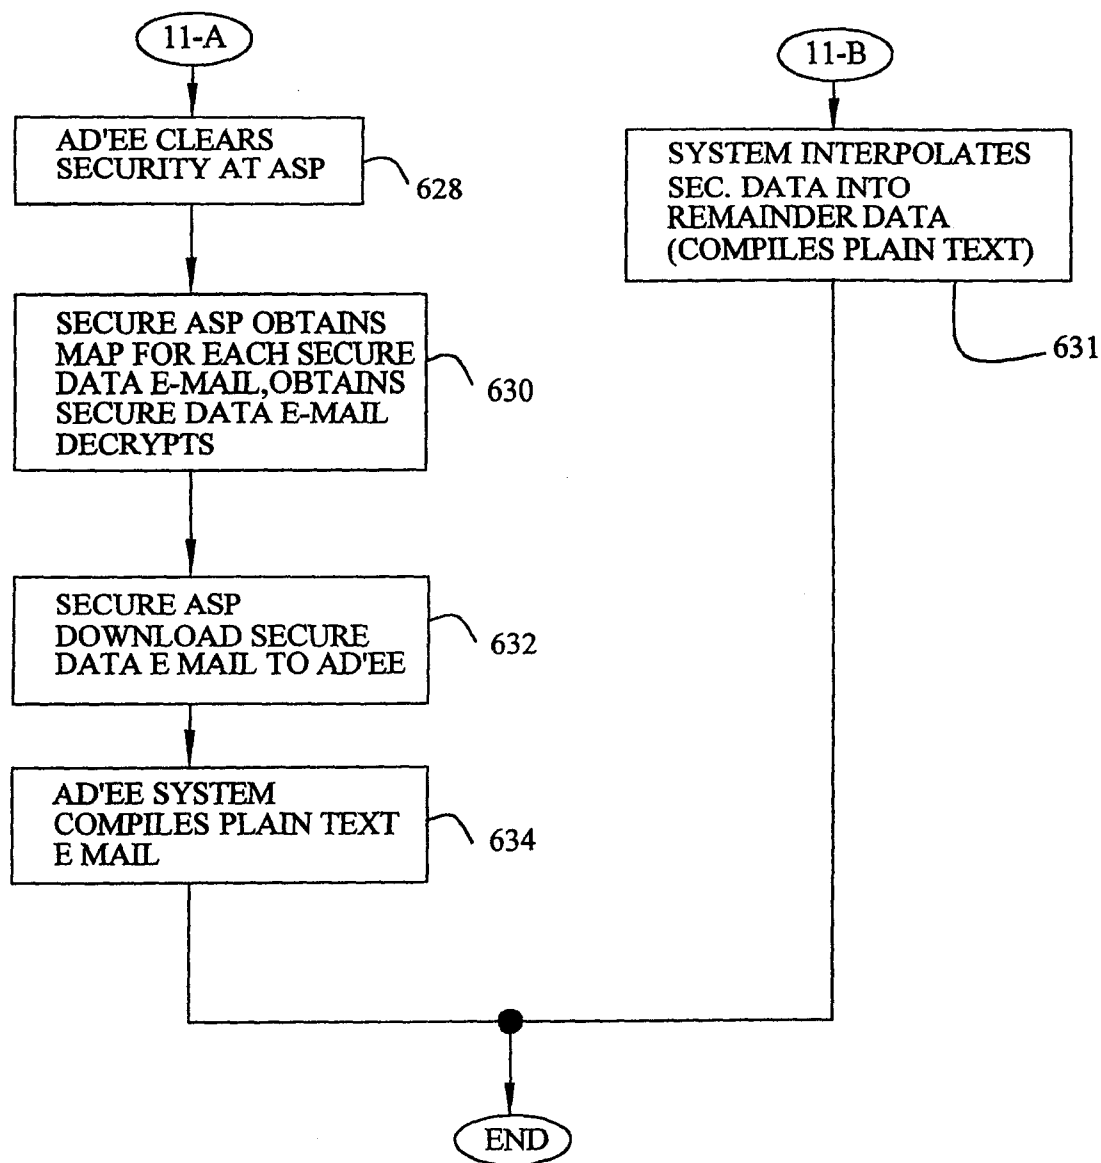 11-A
AD'EE CLEARS
SECURITY AT ASP
628
SECURE ASP OBTAINS
MAP FOR EACH SECURE
DATA E-MAIL,OBTAINS
SECURE DATA E-MAIL
DECRYPTS
630
SECURE ASP
DOWNLOAD SECURE
DATA E MAIL TO AD'EE
632
AD'EE SYSTEM
COMPILES PLAIN TEXT
E MAIL
634
11-B
SYSTEM INTERPOLATES
SEC. DATA INTO
REMAINDER DATA
(COMPILES PLAIN TEXT)
631
END